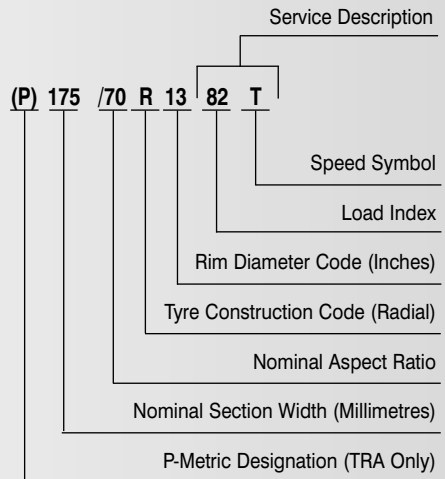 Service Description
(P) 175 /70 R 13 82 T
Speed Symbol
Load Index
Rim Diameter Code (Inches)
Tyre Construction Code (Radial)
Nominal Aspect Ratio
Nominal Section Width (Millimetres)
P-Metric Designation (TRA Only)